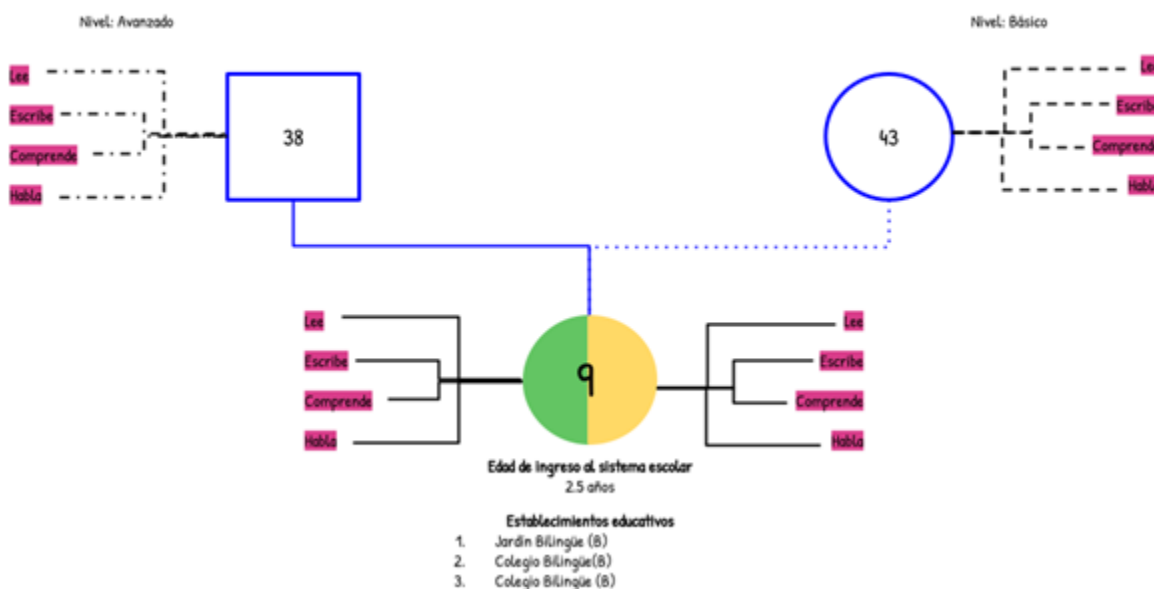 Nivel: Avanzado
Nivel: Básico
Lee
Escribe
Comprende
Habla
38
43
Lee
Escribe
Comprende
Habla
Lee
Escribe
Comprende
Habla
9
Lee
Escribe
Comprende
Habla
Edad de ingreso al sistema escolar
2.5 años
Establecimientos educativos
1. Jardín Bilingüe (B)
2. Colegio Bilingüe(B)
3. Colegio Bilingüe (B)